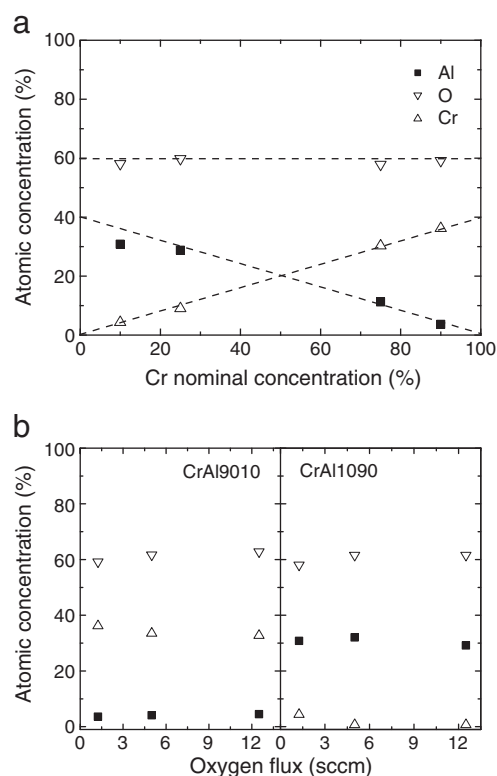 a
Atomic concentration (%)
100
80
60
40
20
0
Al
O
Cr
0 20 40 60 80 100
Cr nominal concentration (%)
b
Atomic concentration (%)
100
80
60
40
20
0
CrAl9010
CrAl1090
0 3 6 9 12 0 3 6 9 12
Oxygen flux (sccm)